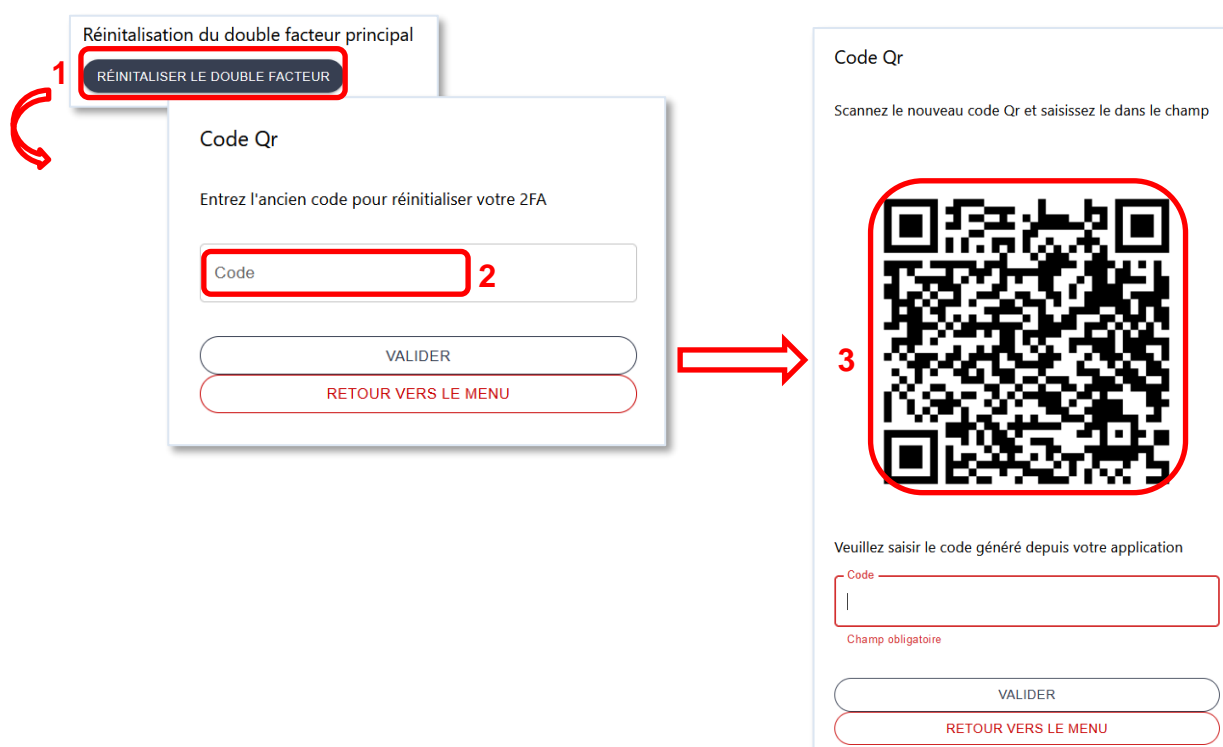 Réinitalisation du double facteur principal
1
RÉINITALISER LE DOUBLE FACTEUR
Code Qr
Entrez l'ancien code pour réinitialiser votre 2FA
Code
2
VALIDER
RETOUR VERS LE MENU
Code Qr
Scannez le nouveau code Qr et saisissez le dans le champ
3
Veuillez saisir le code généré depuis votre application
Code
Champ obligatoire
VALIDER
RETOUR VERS LE MENU